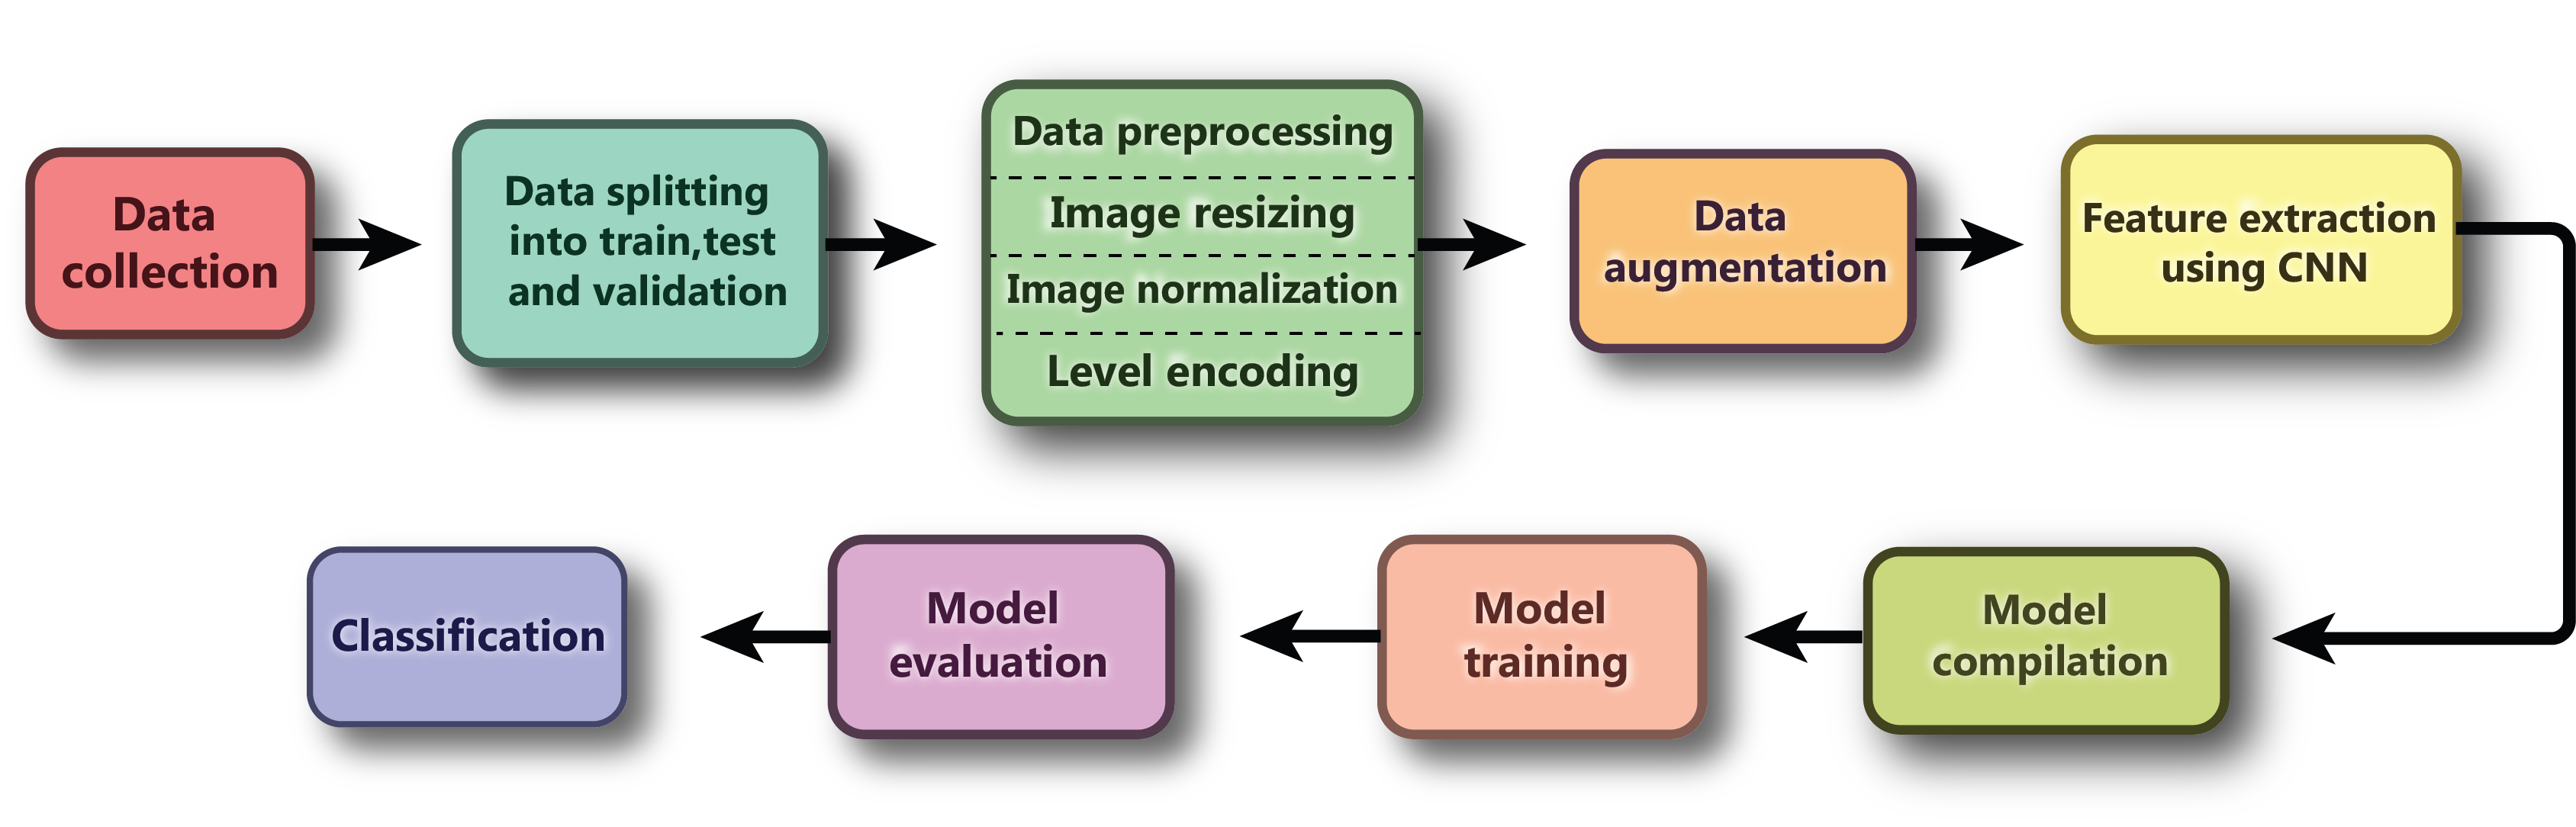 Data
collection
Data splitting
into train,test
and validation
Data preprocessing
Image resizing
Image normalization
Level encoding
Data
augmentation
Feature extraction
using CNN
Model
compilation
Model
training
Model
evaluation
Classification